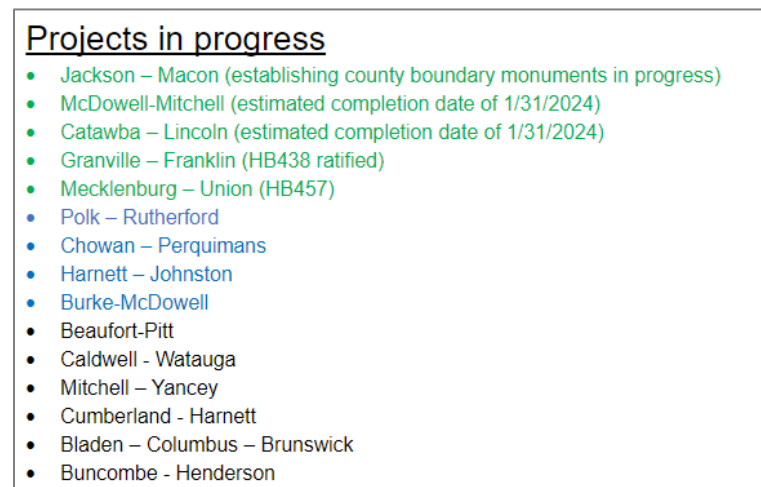 Projects in progress
• Jackson – Macon (establishing county boundary monuments in progress)
• McDowell-Mitchell (estimated completion date of 1/31/2024)
• Catawba – Lincoln (estimated completion date of 1/31/2024)
• Granville – Franklin (HB438 ratified)
• Mecklenburg – Union (HB457)
• Polk – Rutherford
• Chowan – Perquimans
• Harnett – Johnston
• Burke-McDowell
• Beaufort-Pitt
• Caldwell - Watauga
• Mitchell – Yancey
• Cumberland - Harnett
• Bladen – Columbus – Brunswick
• Buncombe - Henderson